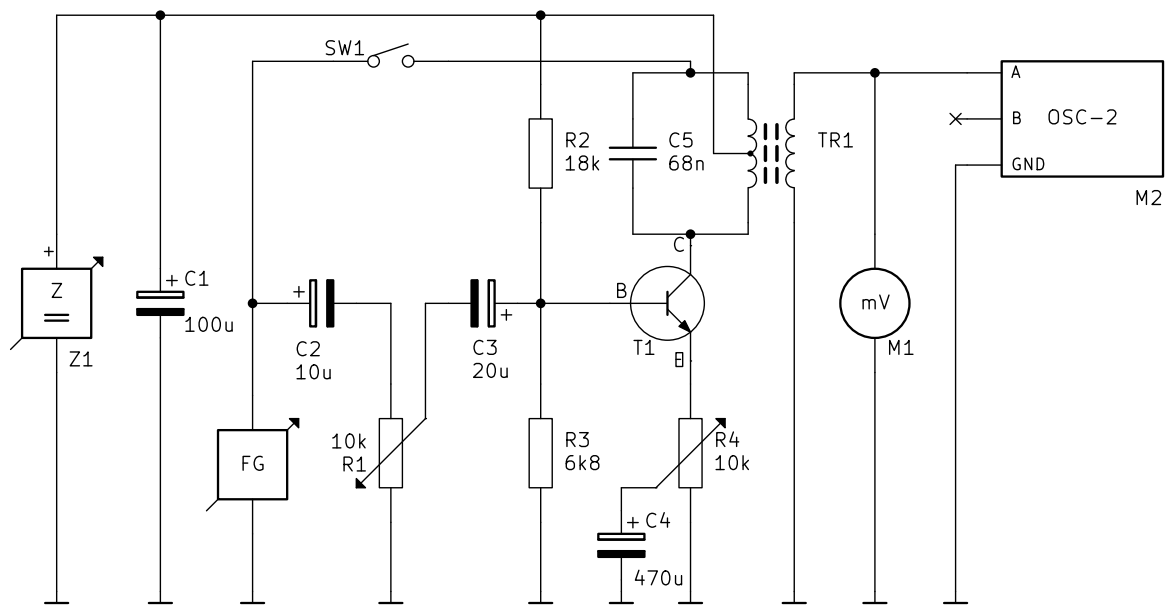 SW1
A
B OSC-2
GND
M2
R2
18k
C5
68n
TR1
+
Z
Z1
+ C1
100u
+
C2
10u
+
C3
20u
C
B
T1
E
mV
M1
FG
10k
R1
R3
6k8
R4
10k
+ C4
470u